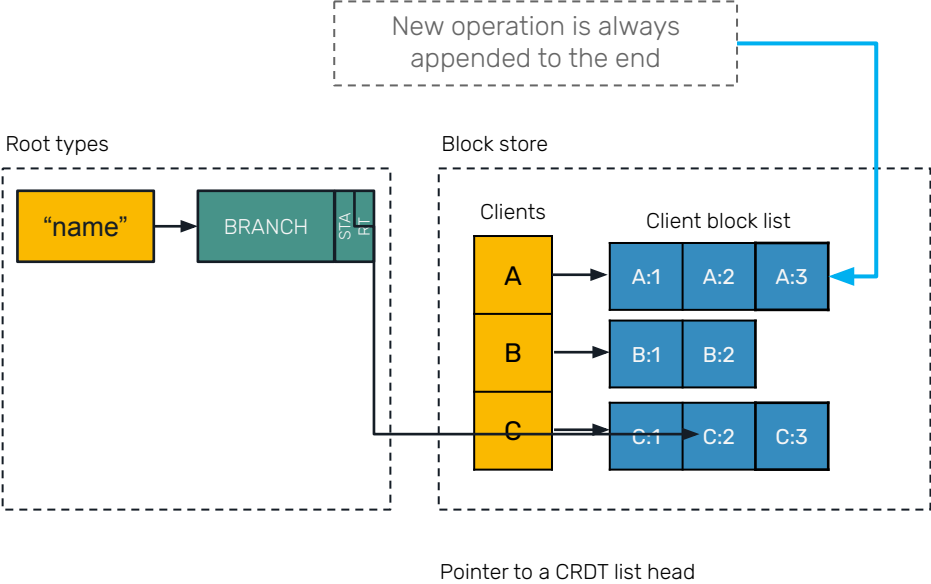 New operation is always
appended to the end
Root types
Block store
“name”
BRANCH
STA
RT
Clients
Client block list
A
A:1
A:2
A:3
B
B:1
B:2
C
C:1
C:2
C:3
Pointer to a CRDT list head